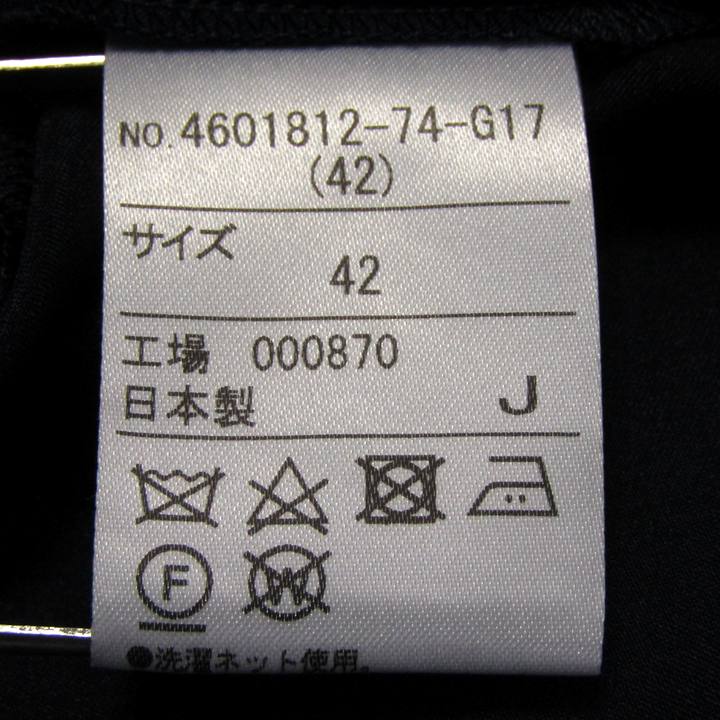 NO. 4601812-74-G17
(42)
サイズ
42
工場 000870
日本製 J
F W
●洗濯ネット使用。